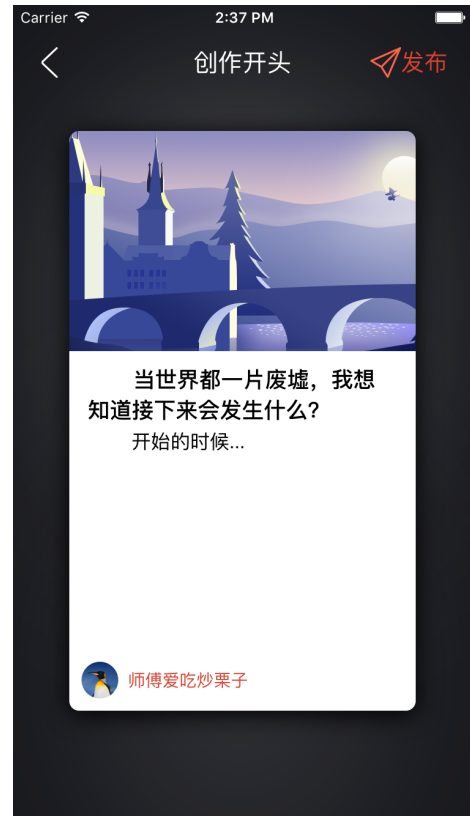 Carrier 2:37 PM
创作开头 发布
当世界都一片废墟，我想
知道接下来会发生什么？
开始的时候...
师傅爱吃炒栗子